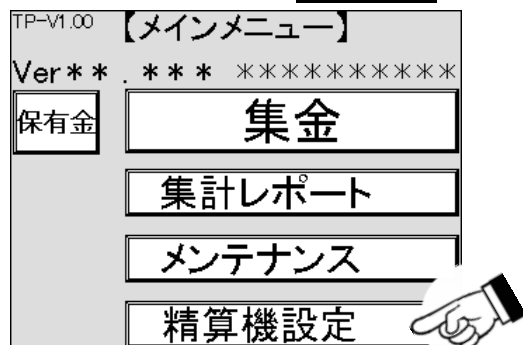 TP-V1.00 【メインメニュー】
Ver**.*** **********
保有金 集金
集計レポート
メンテナンス
精算機設定